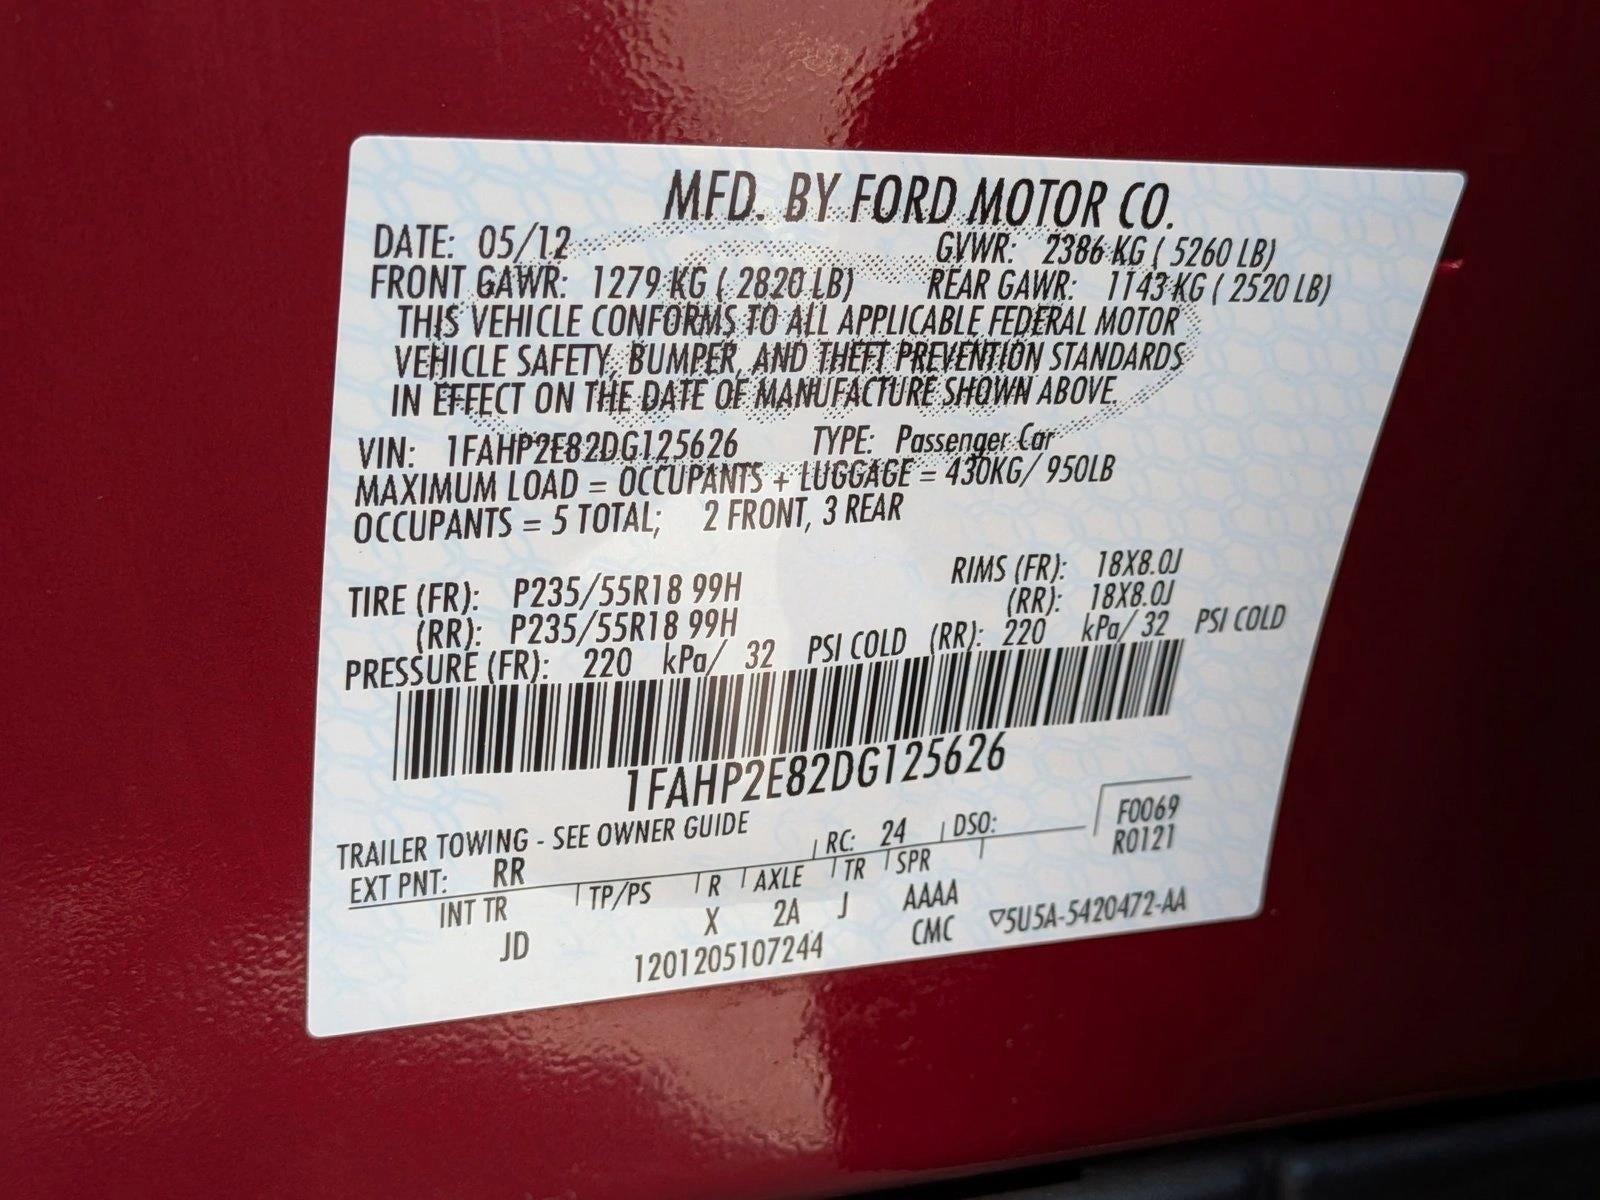 MFD. BY FORD MOTOR CO.
DATE: 05/12 GVWR: 2386 KG ( 5260 LB)
FRONT GAWR: 1279 KG ( 2820 LB) REAR GAWR: 1143 KG ( 2520 LB)
THIS VEHICLE CONFORMS TO ALL APPLICABLE FEDERAL MOTOR
VEHICLE SAFETY, BUMPER, AND THEFT PREVENTION STANDARDS
IN EFFECT ON THE DATE OF MANUFACTURE SHOWN ABOVE.
VIN: 1FAHP2E82DG125626 TYPE: Passenger Car
MAXIMUM LOAD = OCCUPANTS + LUGGAGE = 430KG/ 950LB
OCCUPANTS = 5 TOTAL; 2 FRONT, 3 REAR
TIRE (FR): P235/55R18 99H RIMS (FR): 18X8.0J
(RR): P235/55R18 99H (RR): 18X8.0J
PRESSURE (FR): 220 kPa/ 32 PSI COLD (RR): 220 kPa/ 32 PSI COLD
1FAHP2E82DG125626
TRAILER TOWING - SEE OWNER GUIDE
EXT PNT: RR RC: 24 DSO: F0069
R0121
INT TR TP/PS R AXLE TR SPR
JD X 2A J AAAA
1201205107244 CMC ▽5U5A-5420472-AA